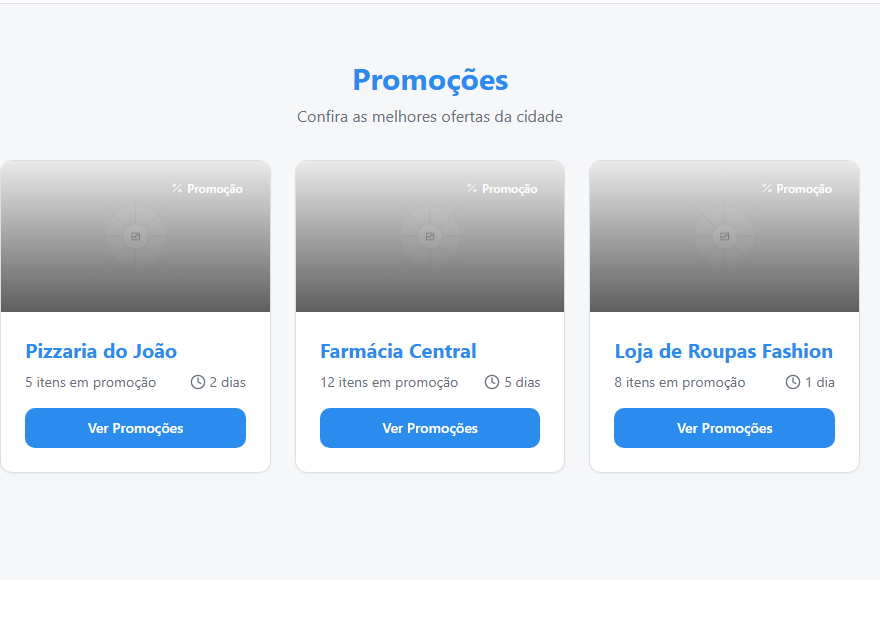 Promoções
Confira as melhores ofertas da cidade
Promoção
Promoção
Promoção
Pizzaria do João
5 itens em promoção
2 dias
Ver Promoções
Farmácia Central
12 itens em promoção
5 dias
Ver Promoções
Loja de Roupas Fashion
8 itens em promoção
1 dia
Ver Promoções